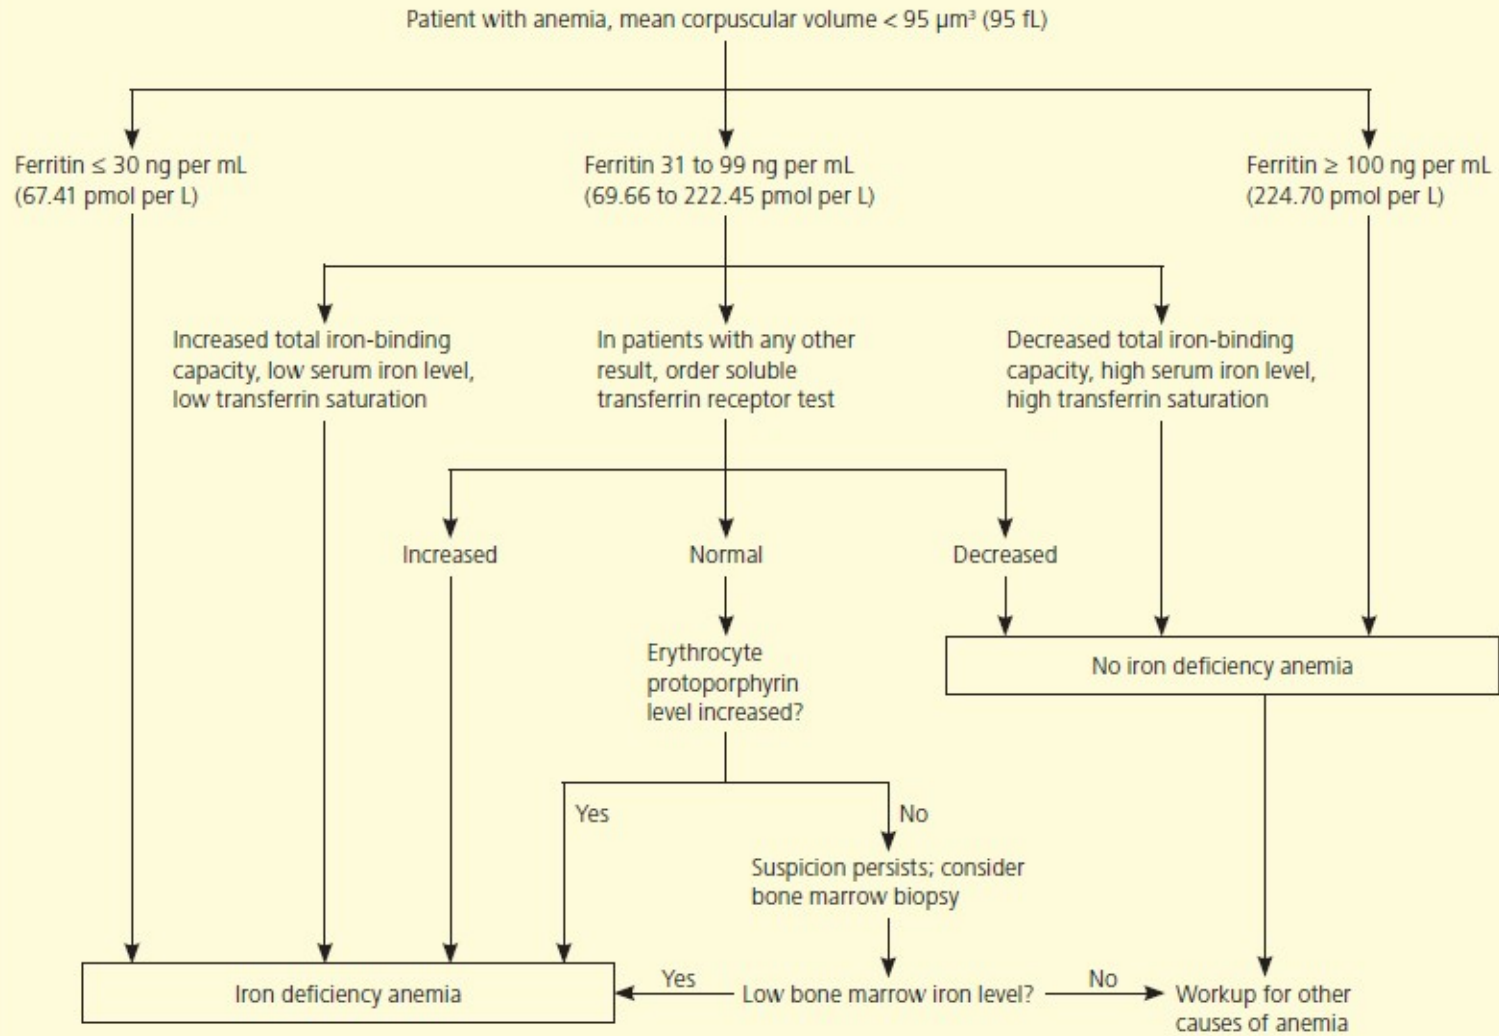 Patient with anemia, mean corpuscular volume < 95 μm³ (95 fL)
Ferritin ≤ 30 ng per mL
(67.41 pmol per L)
Ferritin 31 to 99 ng per mL
(69.66 to 222.45 pmol per L)
Ferritin ≥ 100 ng per mL
(224.70 pmol per L)
Increased total iron-binding
capacity, low serum iron level,
low transferrin saturation
In patients with any other
result, order soluble
transferrin receptor test
Decreased total iron-binding
capacity, high serum iron level,
high transferrin saturation
Increased
Normal
Decreased
Erythrocyte
protoporphyrin
level increased?
No iron deficiency anemia
Yes
No
Suspicion persists; consider
bone marrow biopsy
Iron deficiency anemia
Yes
Low bone marrow iron level?
No
Workup for other
causes of anemia